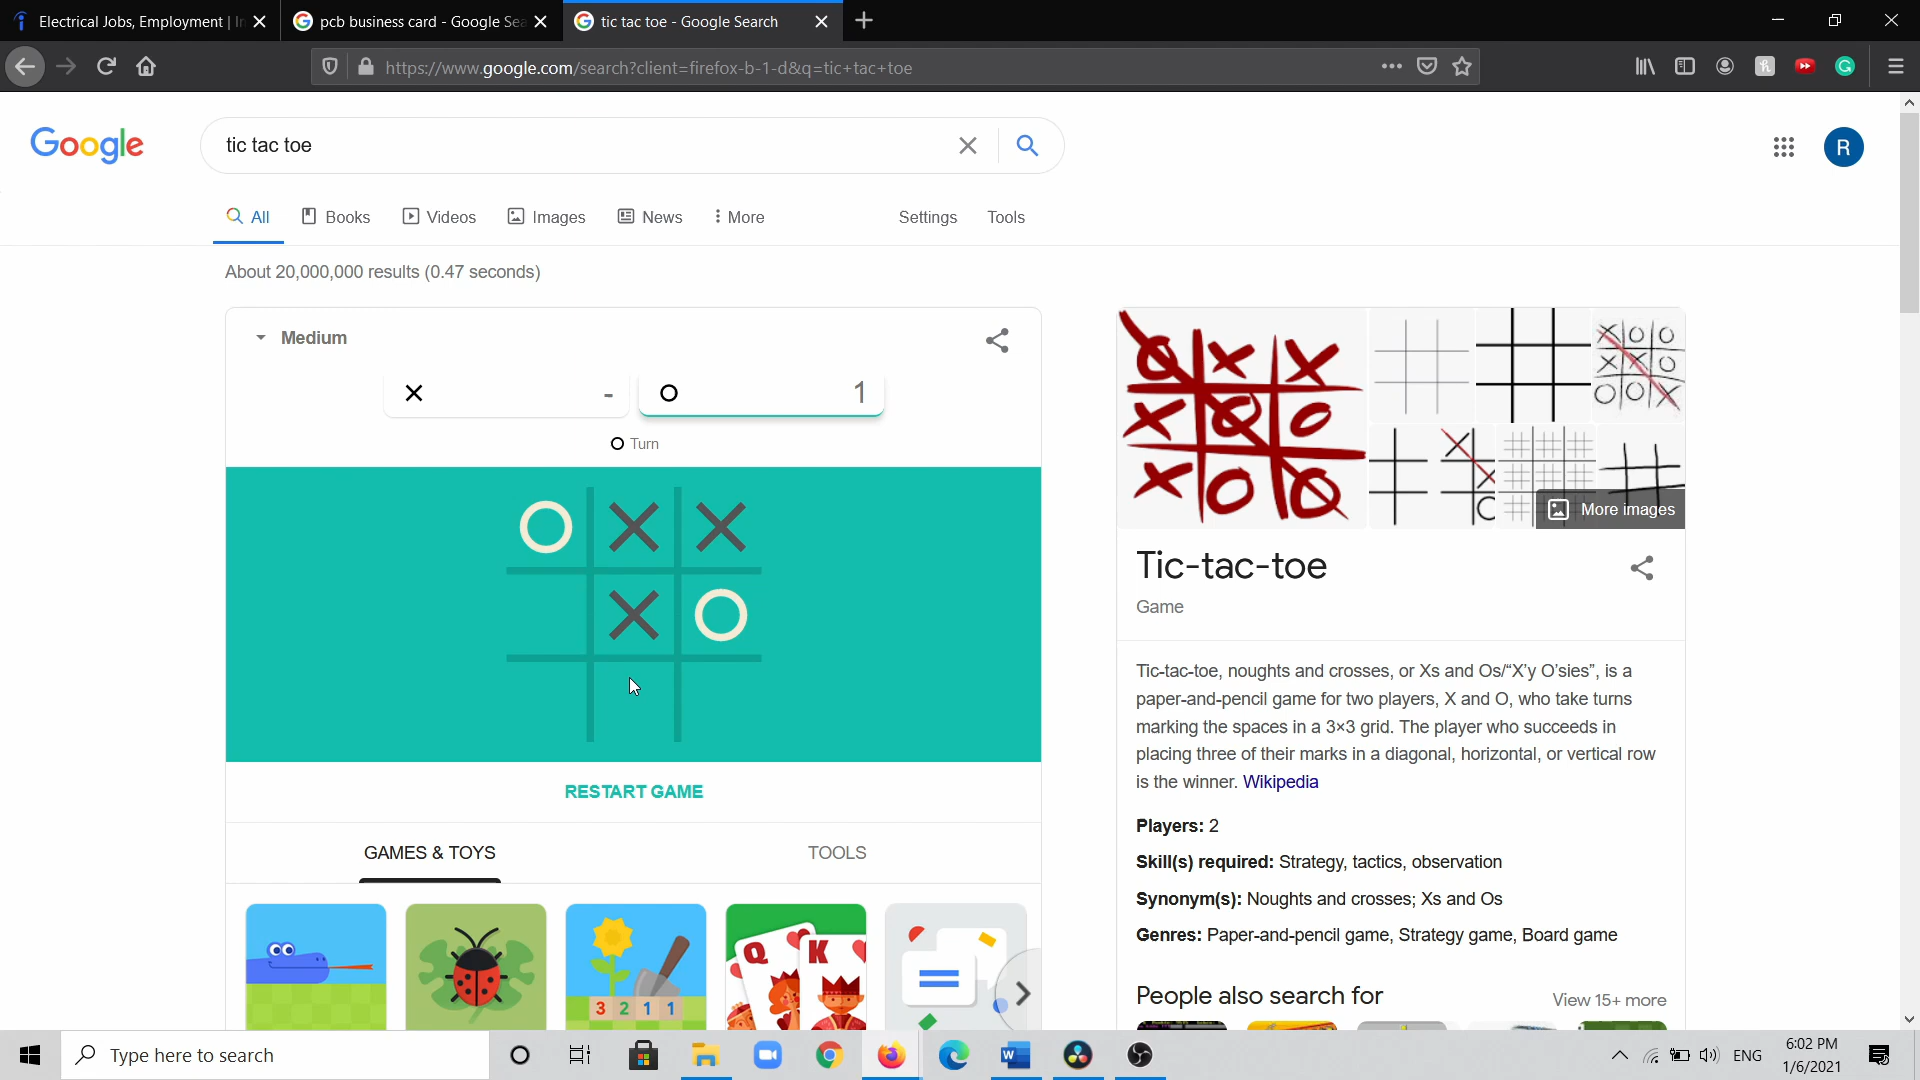 Electrical Jobs, Employment | In
pcb business card - Google Sea
tic tac toe - Google Search
https://www.google.com/search?client=firefox-b-1-d&q=tic+tac+toe
Google
tic tac toe
R
All
Books
Videos
Images
News
More
Settings
Tools
About 20,000,000 results (0.47 seconds)
Medium
X
-
O
1
O Turn
O X X
X O
RESTART GAME
GAMES & TOYS
TOOLS
3 2 1 1
Q K
More images
Tic-tac-toe
Game
Tic-tac-toe, noughts and crosses, or Xs and Os/“X’y O’sies”, is a
paper-and-pencil game for two players, X and O, who take turns
marking the spaces in a 3×3 grid. The player who succeeds in
placing three of their marks in a diagonal, horizontal, or vertical row
is the winner. Wikipedia
Players: 2
Skill(s) required: Strategy, tactics, observation
Synonym(s): Noughts and crosses; Xs and Os
Genres: Paper-and-pencil game, Strategy game, Board game
People also search for
View 15+ more
Type here to search
ENG
6:02 PM
1/6/2021